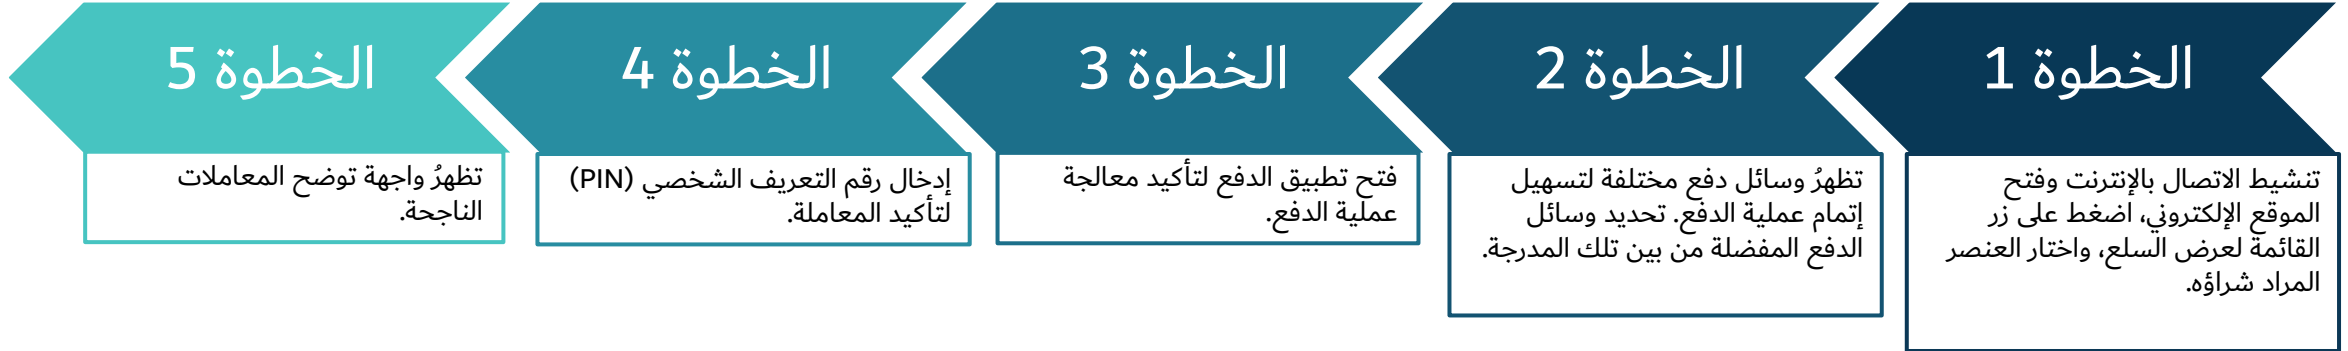 الخطوة 1
تنشيط الاتصال بالإنترنت وفتح
الموقع الإلكتروني، اضغط على زر
القائمة لعرض السلع، واختار العنصر
المراد شراؤه.
الخطوة 2
تظهرُ وسائل دفع مختلفة لتسهيل
إتمام عملية الدفع. تحديد وسائل
الدفع المفضلة من بين تلك المدرجة.
الخطوة 3
فتح تطبيق الدفع لتأكيد معالجة
عملية الدفع.
الخطوة 4
إدخال رقم التعريف الشخصي (PIN)
لتأكيد المعاملة.
الخطوة 5
تظهرُ واجهة توضح المعاملات
الناجحة.